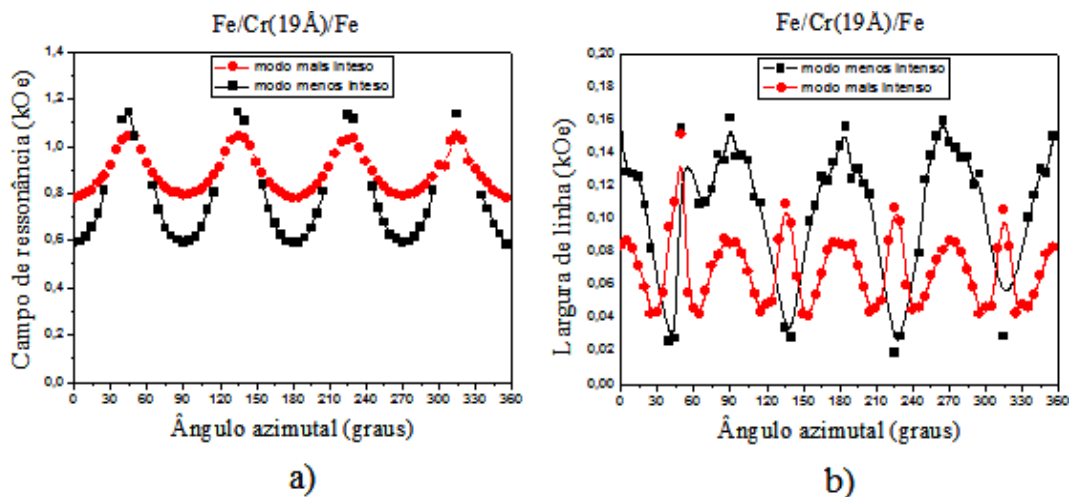 Fe/Cr(19Å)/Fe
modo mais inteso
modo menos inteso
Campo de ressonância (kOe)
1,4
1,2
1,0
0,8
0,6
0,4
0,2
0,0
0 30 60 90 120 150 180 210 240 270 300 330 360
Ângulo azimutal (graus)
a)
Fe/Cr(19Å)/Fe
modo menos intenso
modo mais intenso
Largura de linha (kOe)
0,20
0,18
0,16
0,14
0,12
0,10
0,08
0,06
0,04
0,02
0,00
0 30 60 90 120 150 180 210 240 270 300 330 360
Ângulo azimutal (graus)
b)